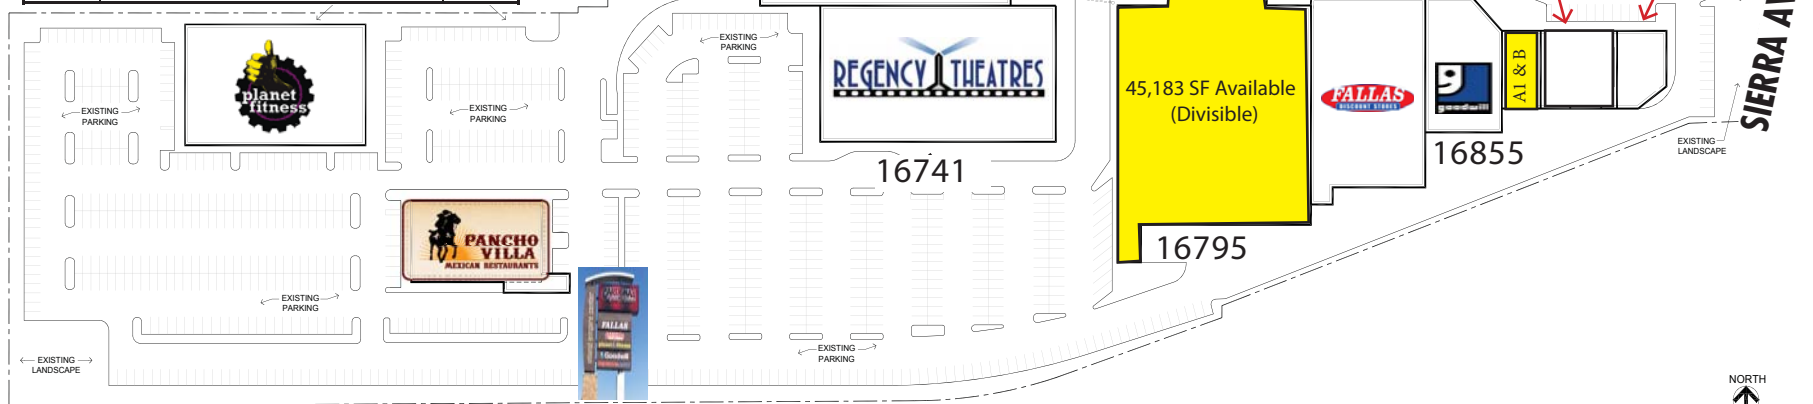 EXISTING
PARKING
planet
fitness
EXISTING
PARKING
EXISTING
PARKING
REGENCY THEATRES
16741
45,183 SF Available
(Divisible)
16795
FALLAS
DISCOUNT STORES
goodwill
16855
A1 & B
SIERRA AV
EXISTING
LANDSCAPE
PANCHO
VILLA
MEXICAN RESTAURANTS
EXISTING
PARKING
FALLAS
Goodwill
EXISTING
PARKING
EXISTING
LANDSCAPE
NORTH